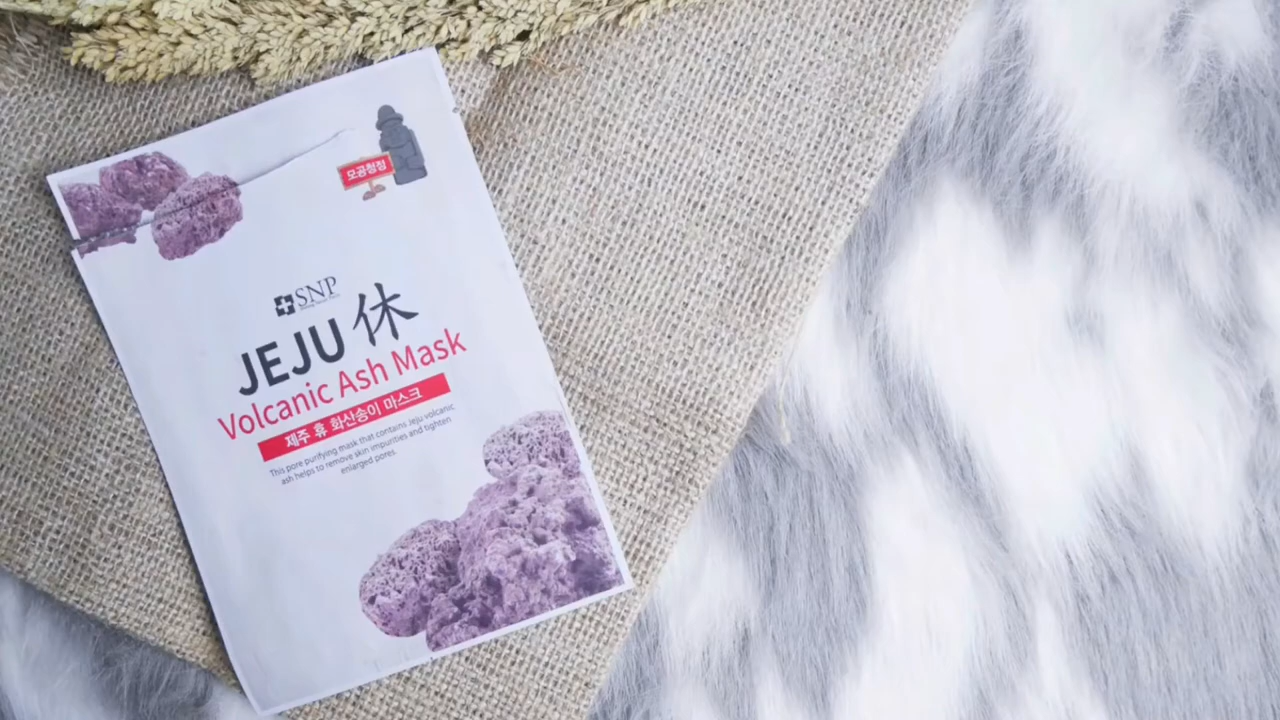 모공청정
SNP
JEJU 休
Volcanic Ash Mask
제주 휴 화산송이 마스크
This pore purifying mask that contains Jeju volcanic
ash helps to remove skin impurities and tighten
enlarged pores.